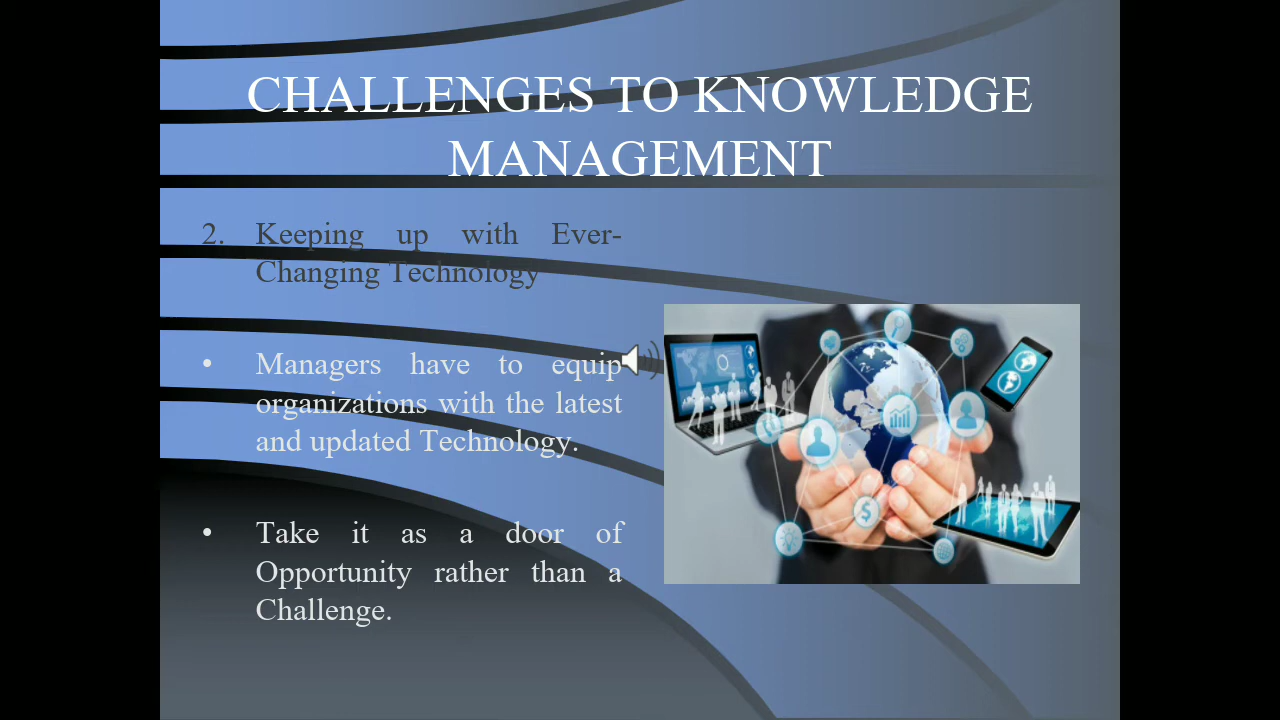 CHALLENGES TO KNOWLEDGE
MANAGEMENT
2. Keeping up with Ever-
Changing Technology
• Managers have to equip
organizations with the latest
and updated Technology.
• Take it as a door of
Opportunity rather than a
Challenge.